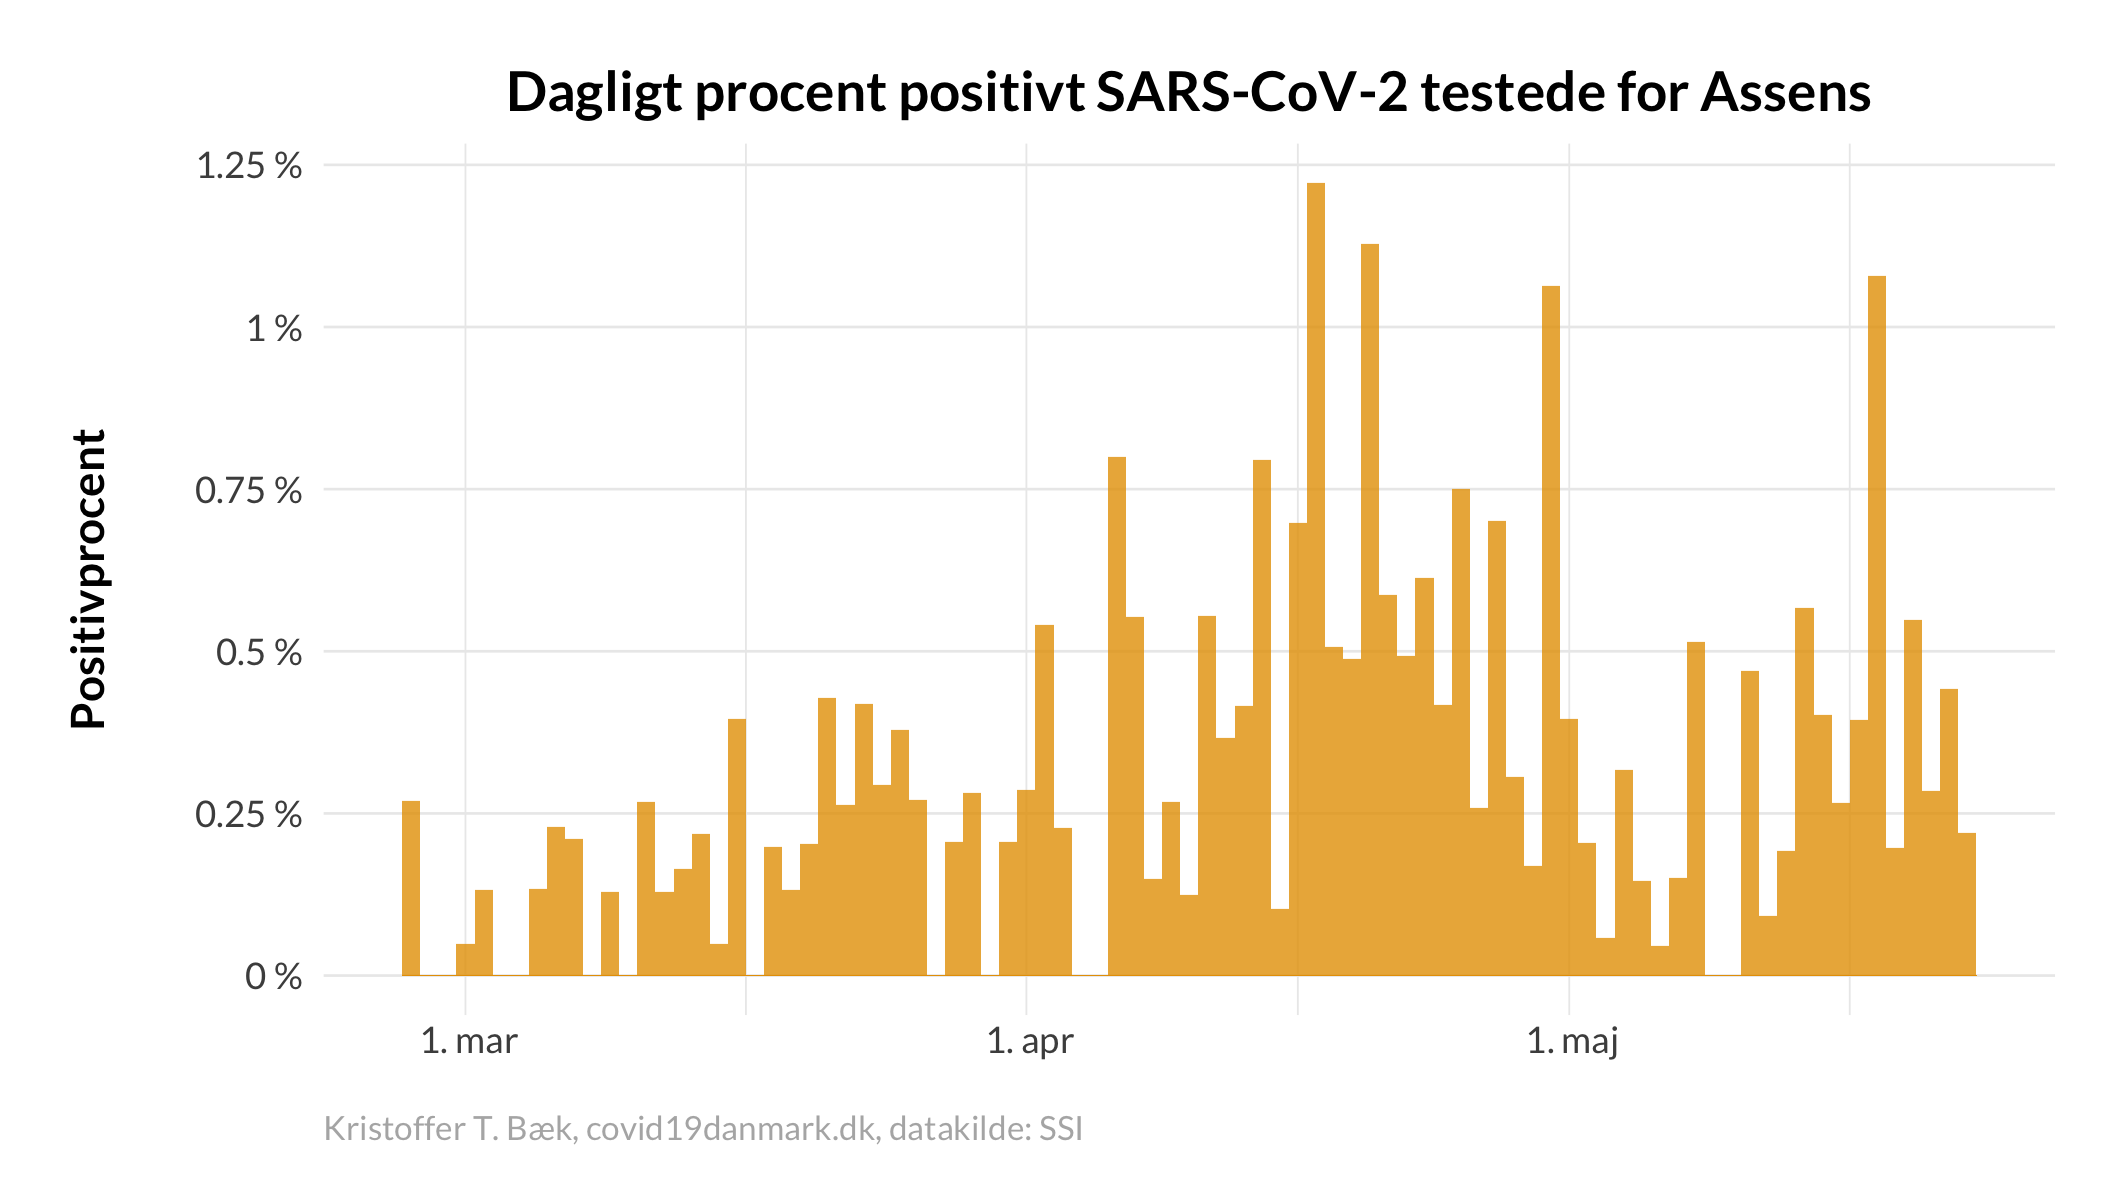 Dagligt procent positivt SARS-CoV-2 testede for Assens
Positivprocent
1.25 %
1 %
0.75 %
0.5 %
0.25 %
0 %
1. mar
1. apr
1. maj
Kristoffer T. Bæk, covid19danmark.dk, datakilde: SSI